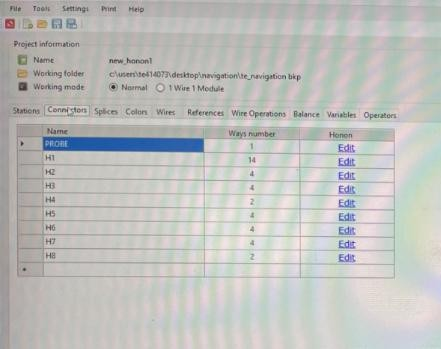 File Tools Settings Print Help
Project information
Name new_honon1
Working folder c:\users\te414073\desktop\navigation\te_navigation bkp
Working mode Normal 1 Wire 1 Module
Stations Connectors Splices Colors Wires References Wire Operations Balance Variables Operators
Name Ways number Honon
PROBE 1 Edit
H1 14 Edit
H2 4 Edit
H3 4 Edit
H4 2 Edit
H5 4 Edit
H6 4 Edit
H7 4 Edit
H8 2 Edit